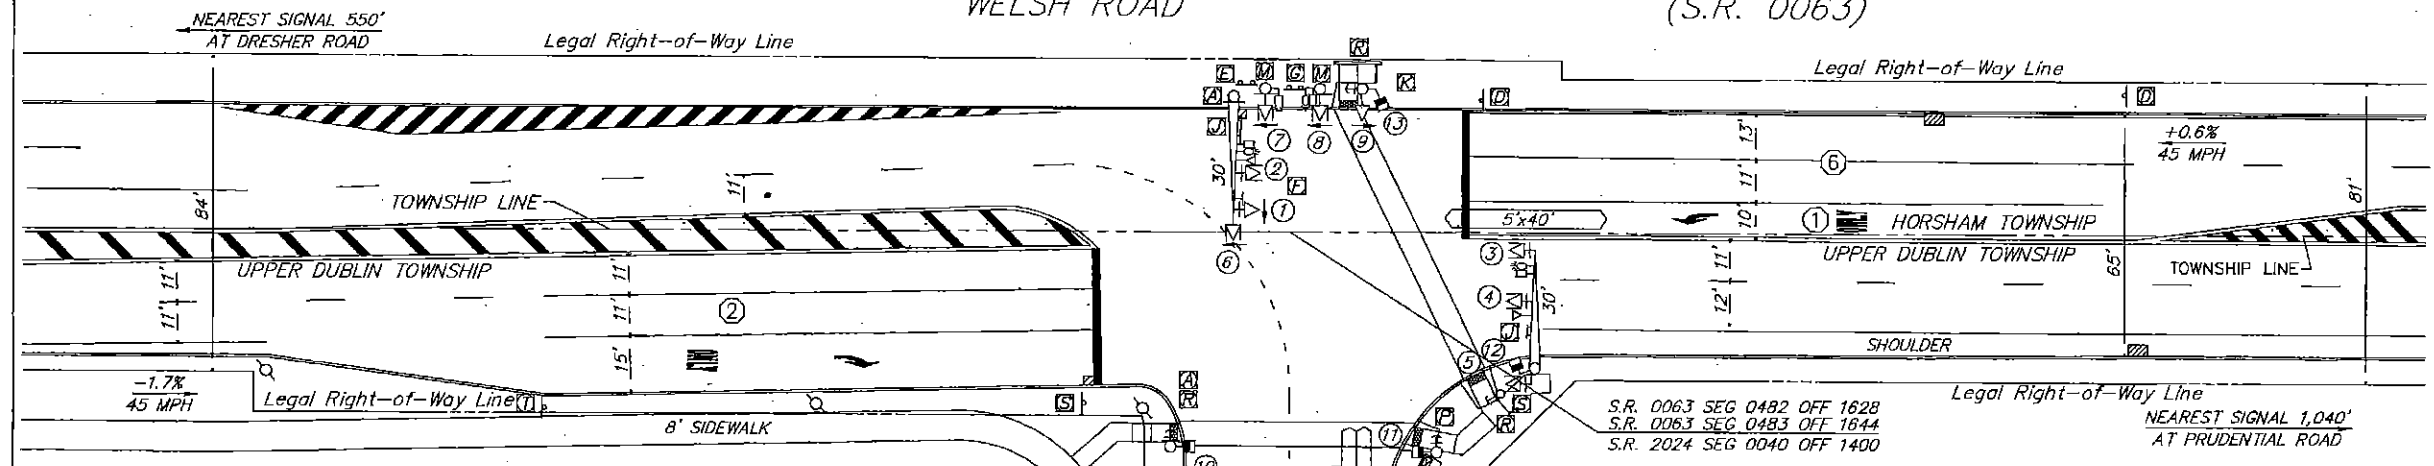 WELSH ROAD
(S.R. 0063)
NEAREST SIGNAL 550'
AT DRESHER ROAD
Legal Right-of-Way Line
Legal Right-of-Way Line
R
E
M
G
M
K
A
D
D
J
7
8
9
13
+0.6%
45 MPH
13'
6
2
30'
F
11'
11'
84'
TOWNSHIP LINE
1
5'x40'
10'
1
HORSHAM TOWNSHIP
81'
UPPER DUBLIN TOWNSHIP
6
3
UPPER DUBLIN TOWNSHIP
TOWNSHIP LINE
65'
11'
11'
11'
11'
2
4
30'
11'
12'
J
12
SHOULDER
15'
5
-1.7%
45 MPH
Legal Right-of-Way Line
T
S
A
R
S
Legal Right-of-Way Line
8' SIDEWALK
P
R
11
S.R. 0063 SEG 0482 OFF 1628
S.R. 0063 SEG 0483 OFF 1644
S.R. 2024 SEG 0040 OFF 1400
NEAREST SIGNAL 1,040'
AT PRUDENTIAL ROAD
10